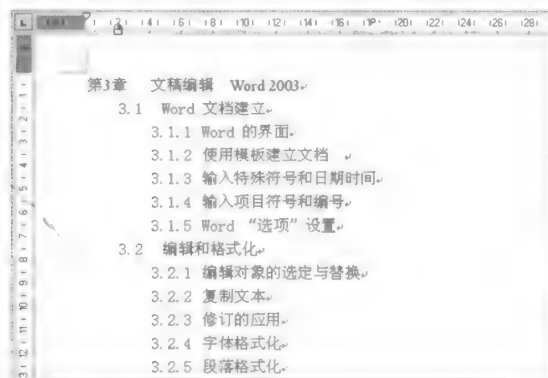 第3章 文稿编辑 Word 2003
3.1 Word 文档建立
3.1.1 Word 的界面
3.1.2 使用模板建立文档
3.1.3 输入特殊符号和日期时间
3.1.4 输入项目符号和编号
3.1.5 Word “选项”设置
3.2 编辑和格式化
3.2.1 编辑对象的选定与替换
3.2.2 复制文本
3.2.3 修订的应用
3.2.4 字体格式化
3.2.5 段落格式化